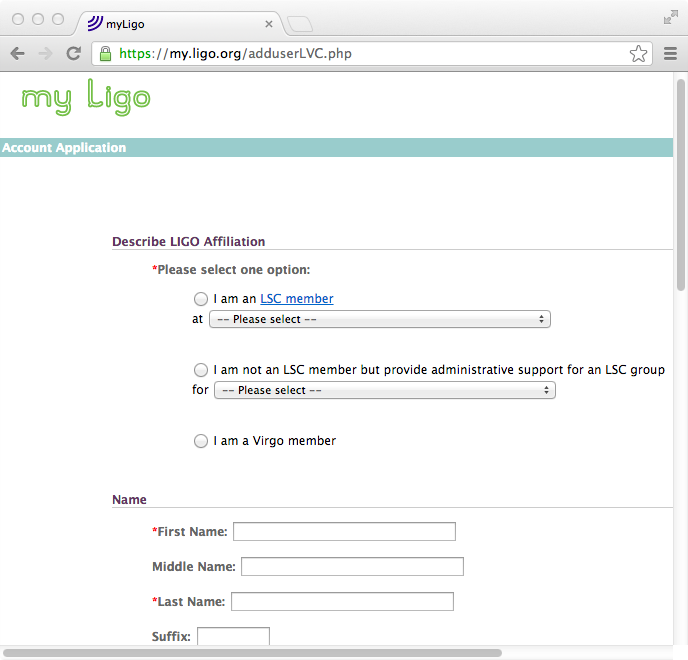 myLigo
https://my.ligo.org/adduserLVC.php
my Ligo
Account Application
Describe LIGO Affiliation
*Please select one option:
I am an LSC member
at -- Please select --
I am not an LSC member but provide administrative support for an LSC group
for -- Please select --
I am a Virgo member
Name
*First Name:
Middle Name:
*Last Name:
Suffix: